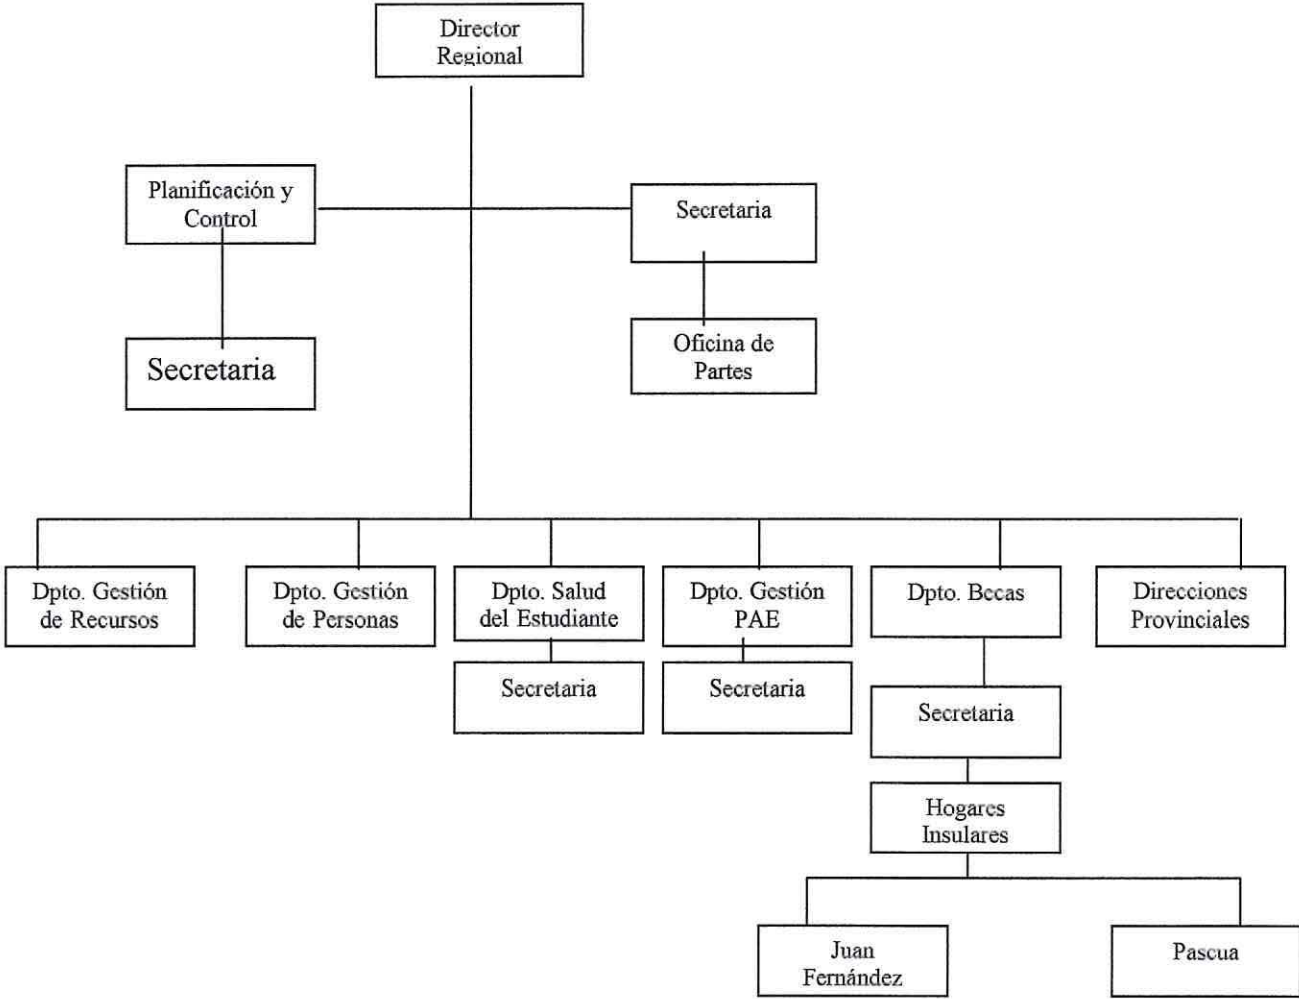 Director
Regional
Planificación y
Control
Secretaria
Secretaria
Oficina de
Partes
Dpto. Gestión
de Recursos
Dpto. Gestión
de Personas
Dpto. Salud
del Estudiante
Dpto. Gestión
PAE
Dpto. Becas
Direcciones
Provinciales
Secretaria
Secretaria
Secretaria
Hogares
Insulares
Juan
Fernández
Pascua